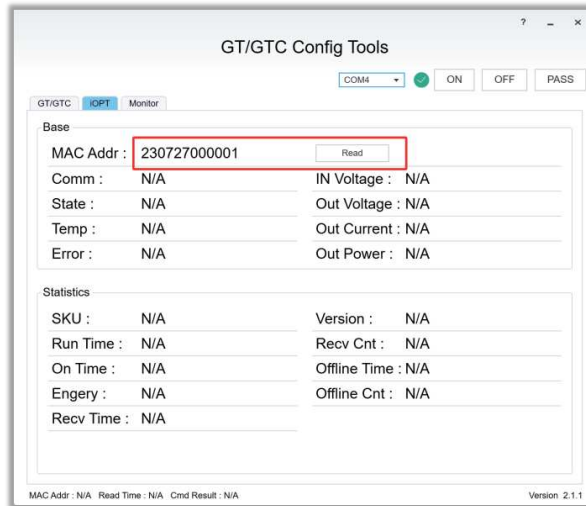 ? – ×
GT/GTC Config Tools
COM4 ON OFF PASS
GT/GTC iOPT Monitor
Base
MAC Addr : 230727000001 Read
Comm : N/A IN Voltage : N/A
State : N/A Out Voltage : N/A
Temp : N/A Out Current : N/A
Error : N/A Out Power : N/A
Statistics
SKU : N/A Version : N/A
Run Time : N/A Recv Cnt : N/A
On Time : N/A Offline Time : N/A
Engery : N/A Offline Cnt : N/A
Recv Time : N/A
MAC Addr : N/A Read Time : N/A Cmd Result : N/A Version 2.1.1